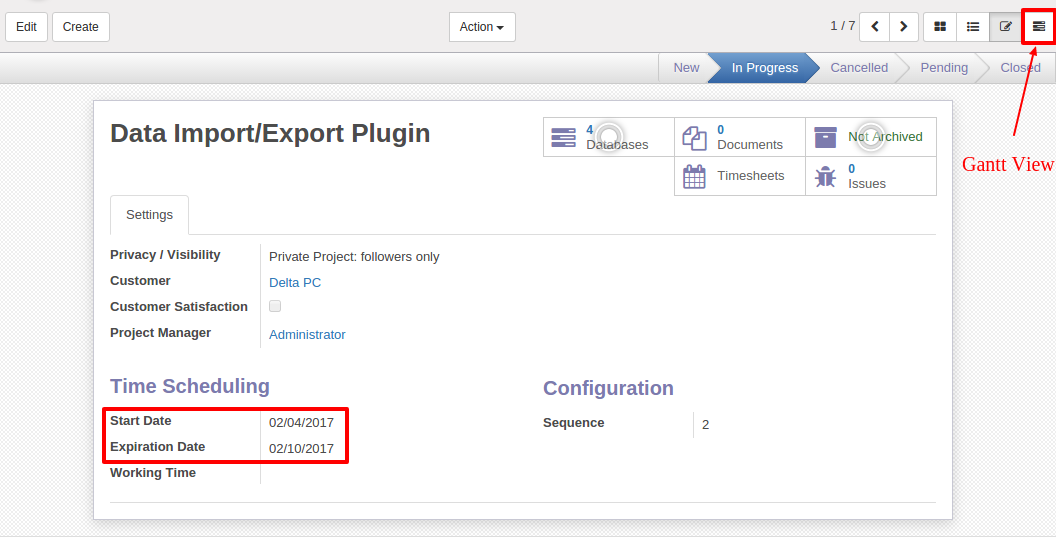 Edit Create Action 1 / 7
New In Progress Cancelled Pending Closed
Data Import/Export Plugin
4
Databases
0
Documents
Not Archived
Gantt View
Timesheets
0
Issues
Settings
Privacy / Visibility Private Project: followers only
Customer Delta PC
Customer Satisfaction
Project Manager Administrator
Time Scheduling
Configuration
Start Date 02/04/2017
Sequence 2
Expiration Date 02/10/2017
Working Time